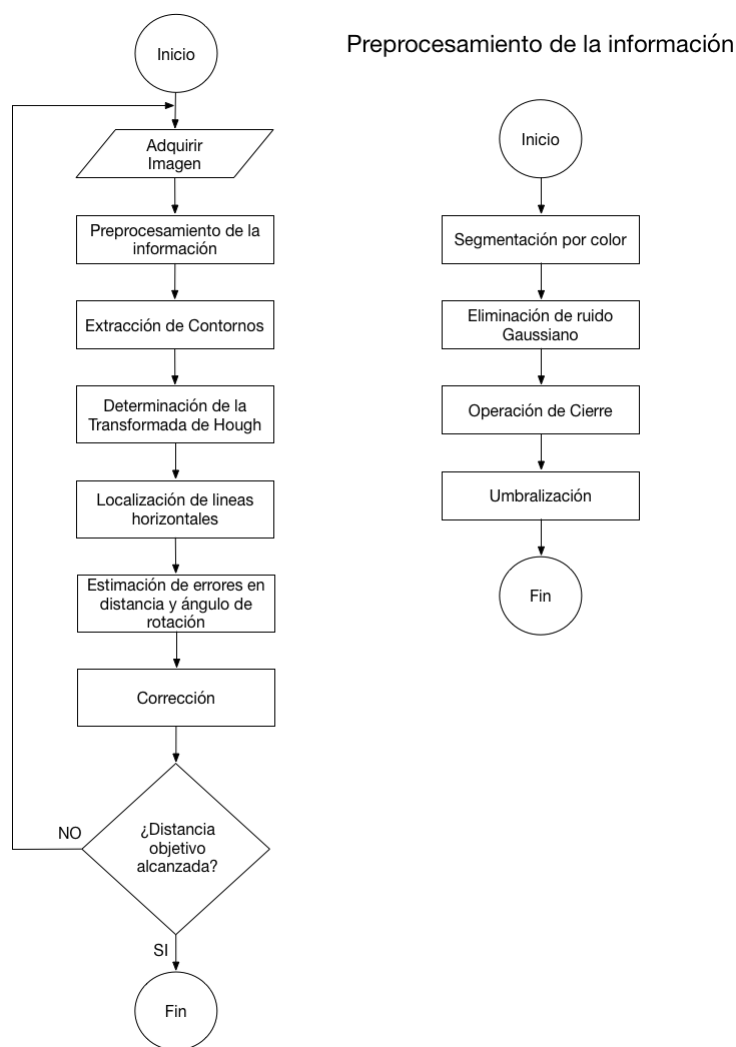 Inicio
Adquirir
Imagen
Preprocesamiento de la
información
Extracción de Contornos
Determinación de la
Transformada de Hough
Localización de lineas
horizontales
Estimación de errores en
distancia y ángulo de
rotación
Corrección
¿Distancia
objetivo
alcanzada?
NO
SI
Fin
Preprocesamiento de la información
Inicio
Segmentación por color
Eliminación de ruido
Gaussiano
Operación de Cierre
Umbralización
Fin